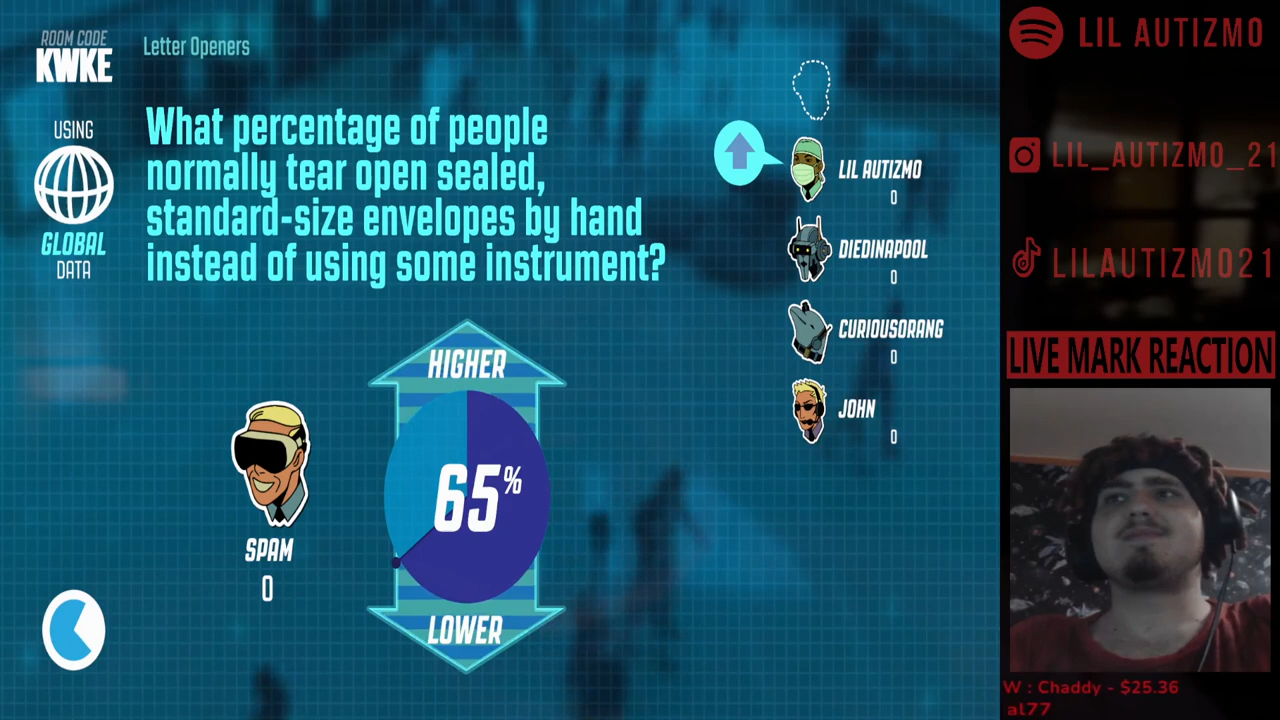 ROOM CODE
KWKE
Letter Openers
USING
GLOBAL
DATA
What percentage of people
normally tear open sealed,
standard-size envelopes by hand
instead of using some instrument?
HIGHER
65%
LOWER
SPAM
0
LIL AUTIZMO
0
DIEDINAPOOL
0
CURIOUSORANG
0
JOHN
0
LIL AUTIZMO
LIL_AUTIZMO_21
LILAUTIZMO21
LIVE MARK REACTION
W : Chaddy - $25.36
al77